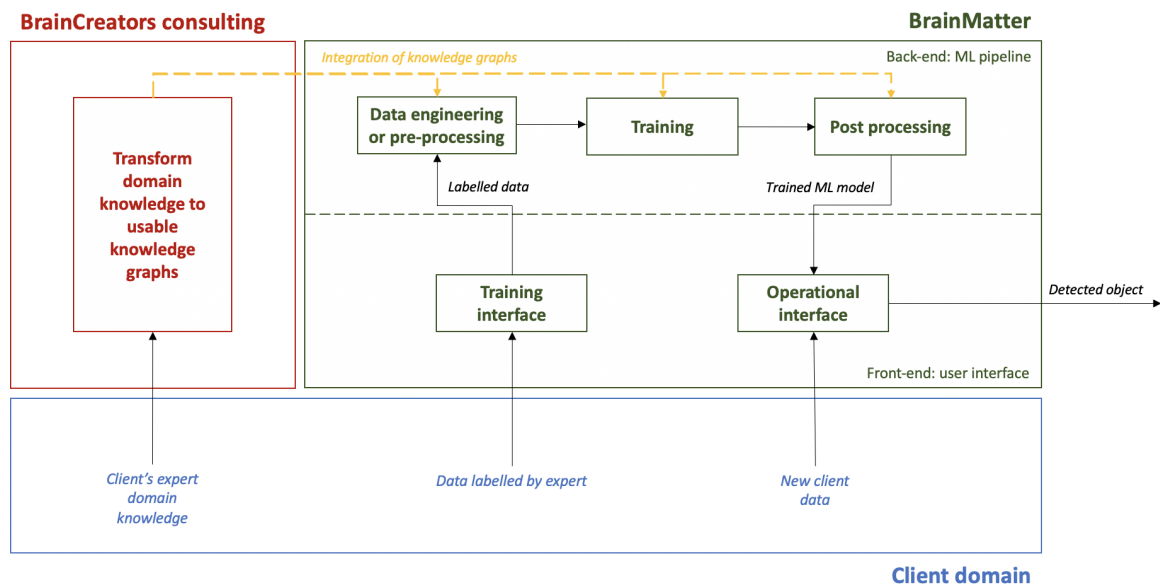 BrainCreators consulting
BrainMatter
Integration of knowledge graphs
Back-end: ML pipeline
Data engineering
or pre-processing
Training
Post processing
Transform
domain
knowledge to
usable
knowledge
graphs
Labelled data
Trained ML model
Training
interface
Operational
interface
Detected object
Front-end: user interface
Client’s expert
domain
knowledge
Data labelled by expert
New client
data
Client domain